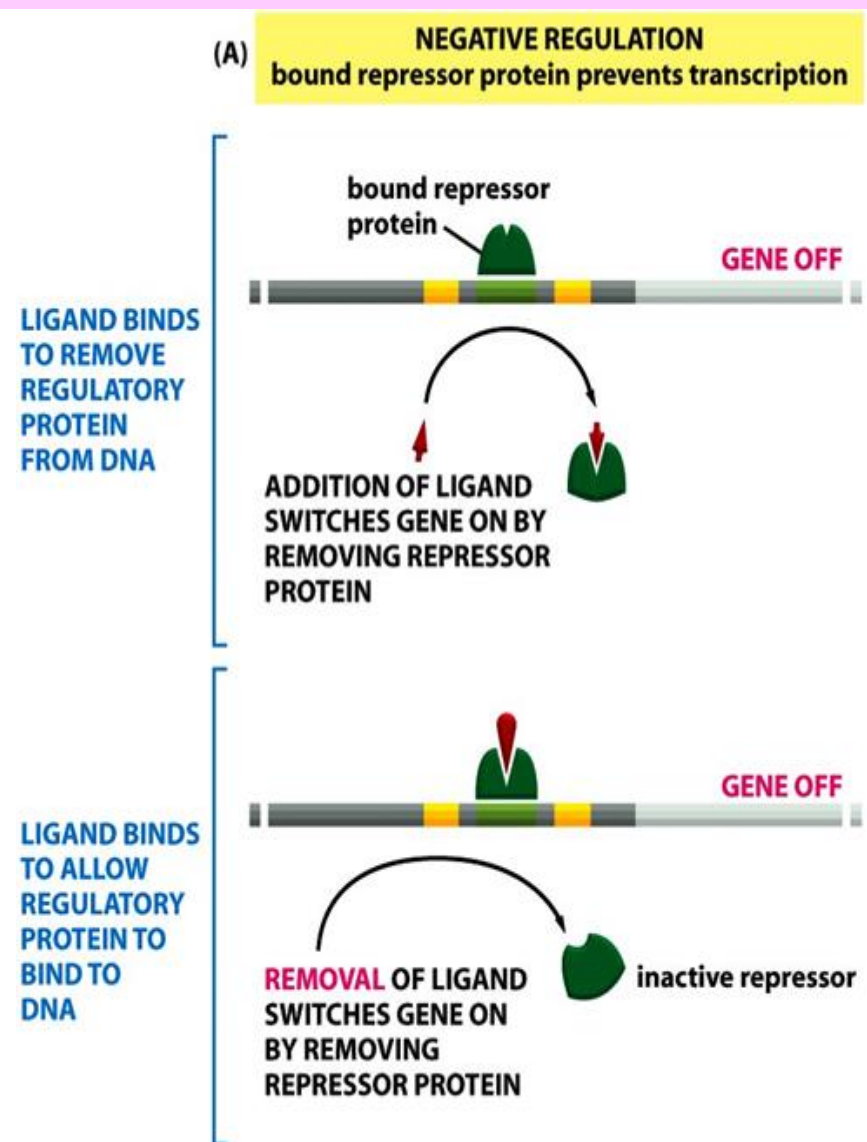 (A)
NEGATIVE REGULATION
bound repressor protein prevents transcription
LIGAND BINDS
TO REMOVE
REGULATORY
PROTEIN
FROM DNA
bound repressor
protein
GENE OFF
ADDITION OF LIGAND
SWITCHES GENE ON BY
REMOVING REPRESSOR
PROTEIN
LIGAND BINDS
TO ALLOW
REGULATORY
PROTEIN TO
BIND TO
DNA
GENE OFF
REMOVAL OF LIGAND
SWITCHES GENE ON
BY REMOVING
REPRESSOR PROTEIN
inactive repressor